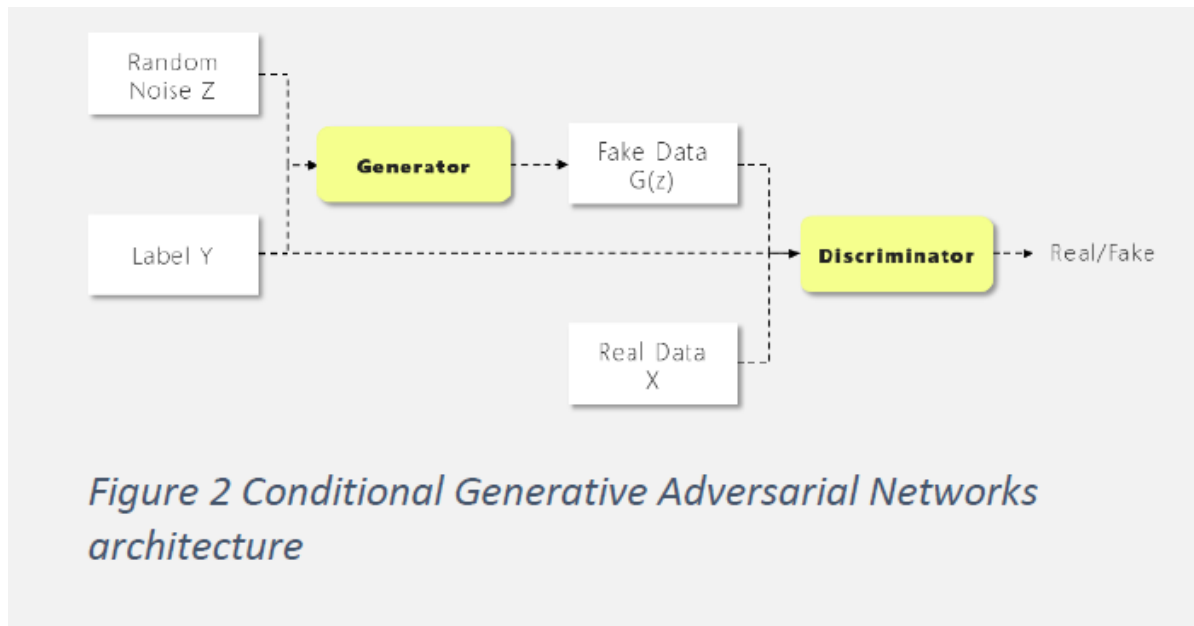 Random
Noise Z
Generator
Fake Data
G(z)
Label Y
Discriminator
Real/Fake
Real Data
X
Figure 2 Conditional Generative Adversarial Networks
architecture